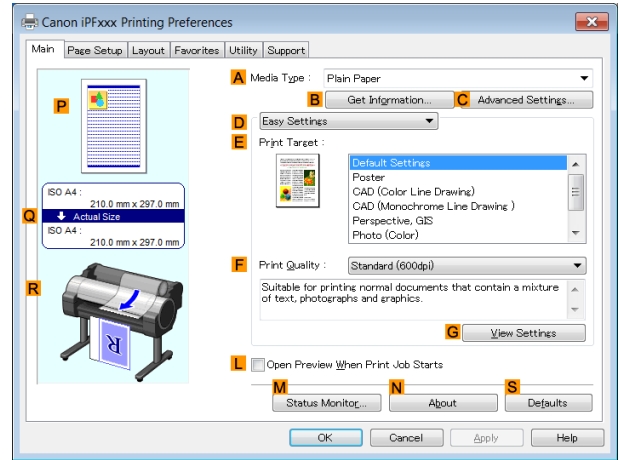 Canon iPFxxx Printing Preferences
Main Page Setup Layout Favorites Utility Support
A Media Type : Plain Paper
B Get Information... C Advanced Settings...
P
D Easy Settings
E Print Target :
Default Settings
Poster
CAD (Color Line Drawing)
CAD (Monochrome Line Drawing )
Perspective, GIS
Photo (Color)
ISO A4 :
210.0 mm x 297.0 mm
Q Actual Size
ISO A4 :
210.0 mm x 297.0 mm
F Print Quality : Standard (600dpi)
R
Suitable for printing normal documents that contain a mixture
of text, photographs and graphics.
G View Settings
L Open Preview When Print Job Starts
M N S
Status Monitor... About Defaults
OK Cancel Apply Help